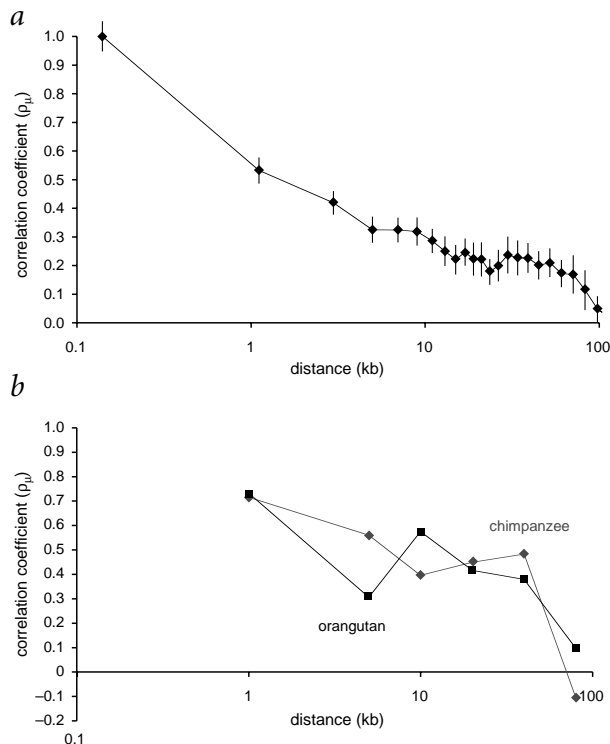 a
correlation coefficient (ρμ)
1.0
0.9
0.8
0.7
0.6
0.5
0.4
0.3
0.2
0.1
0.0
0.1 1 10 100
distance (kb)
b
correlation coefficient (ρμ)
1.0
0.9
0.8
0.7
0.6
0.5
0.4
0.3
0.2
0.1
0
–0.1
–0.2
chimpanzee
orangutan
1 10 100
distance (kb)
0.1